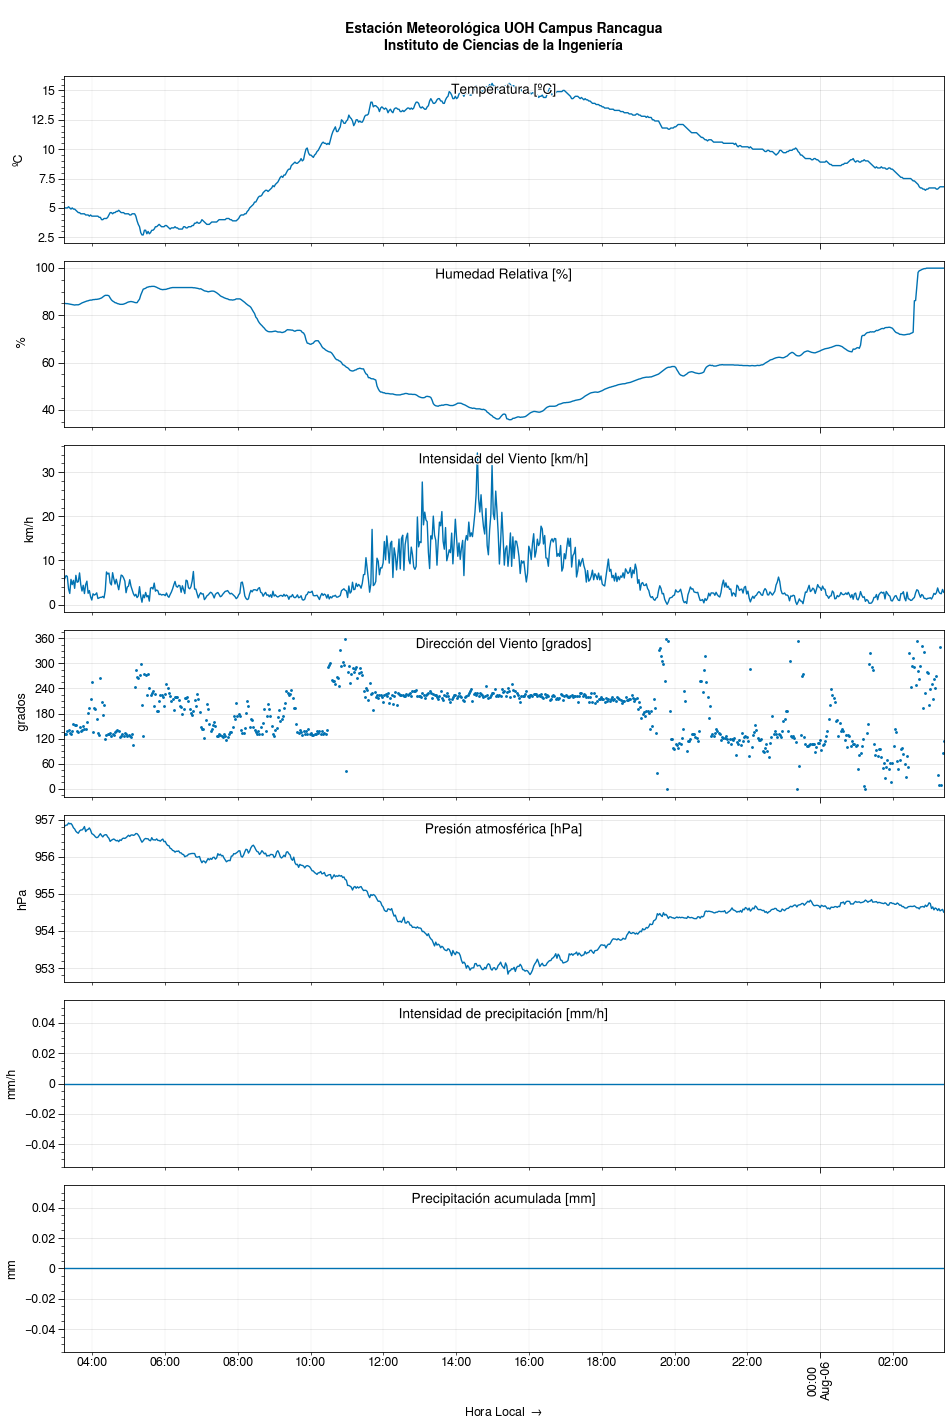 Estación Meteorológica UOH Campus Rancagua
Instituto de Ciencias de la Ingeniería
Temperatura [ºC]
15
12.5
10
7.5
5
2.5
ºC
Humedad Relativa [%]
100
80
60
40
%
Intensidad del Viento [km/h]
30
20
10
0
km/h
Dirección del Viento [grados]
360
300
240
180
120
60
0
grados
Presión atmosférica [hPa]
957
956
955
954
953
hPa
Intensidad de precipitación [mm/h]
0.04
0.02
0
−0.02
−0.04
mm/h
Precipitación acumulada [mm]
0.04
0.02
0
−0.02
−0.04
mm
04:00 06:00 08:00 10:00 12:00 14:00 16:00 18:00 20:00 22:00 00:00 02:00
Aug-06
Hora Local →